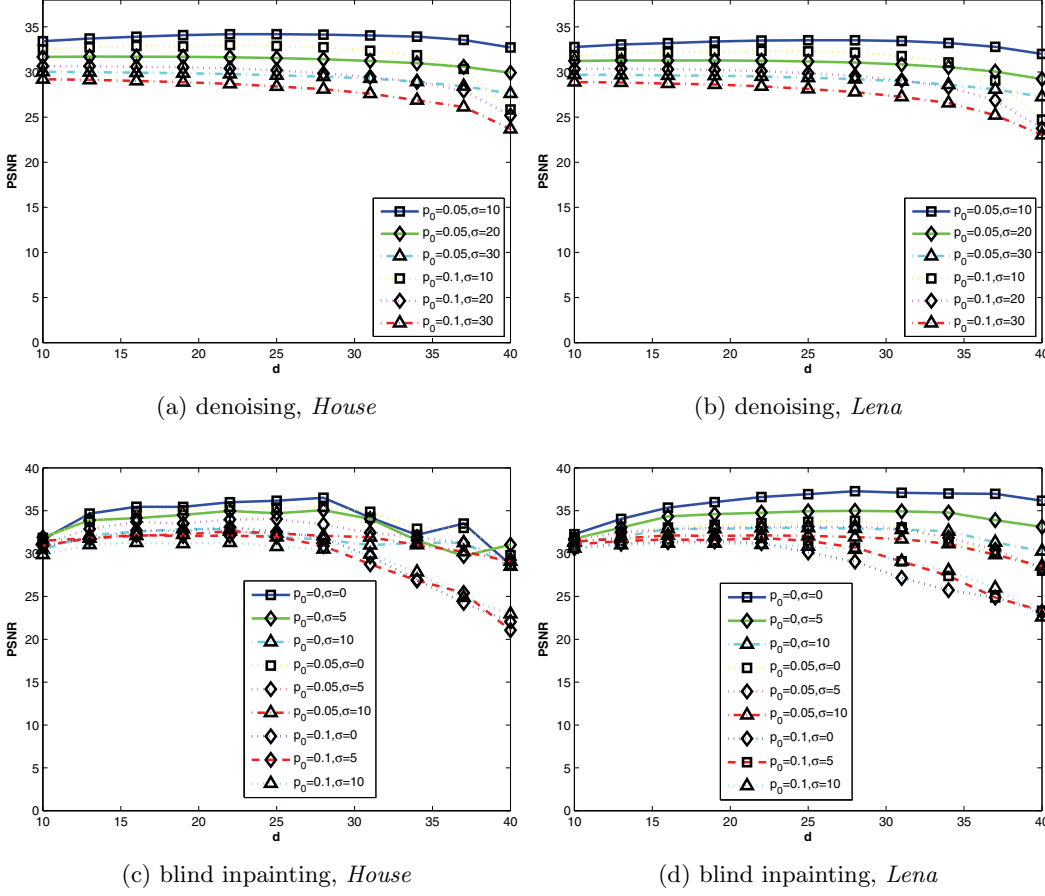 35
30
25
20
15
10
5
0
PSNR
10 15 20 25 30 35 40
d
p0=0.05,σ=10
p0=0.05,σ=20
p0=0.05,σ=30
p0=0.1,σ=10
p0=0.1,σ=20
p0=0.1,σ=30
(a) denoising, House
35
30
25
20
15
10
5
0
PSNR
10 15 20 25 30 35 40
d
p0=0.05,σ=10
p0=0.05,σ=20
p0=0.05,σ=30
p0=0.1,σ=10
p0=0.1,σ=20
p0=0.1,σ=30
(b) denoising, Lena
40
35
30
25
20
15
10
5
0
PSNR
10 15 20 25 30 35 40
d
p0=0,σ=0
p0=0,σ=5
p0=0,σ=10
p0=0.05,σ=0
p0=0.05,σ=5
p0=0.05,σ=10
p0=0.1,σ=0
p0=0.1,σ=5
p0=0.1,σ=10
(c) blind inpainting, House
40
35
30
25
20
15
10
5
0
PSNR
10 15 20 25 30 35 40
d
p0=0,σ=0
p0=0,σ=5
p0=0,σ=10
p0=0.05,σ=0
p0=0.05,σ=5
p0=0.05,σ=10
p0=0.1,σ=0
p0=0.1,σ=5
p0=0.1,σ=10
(d) blind inpainting, Lena